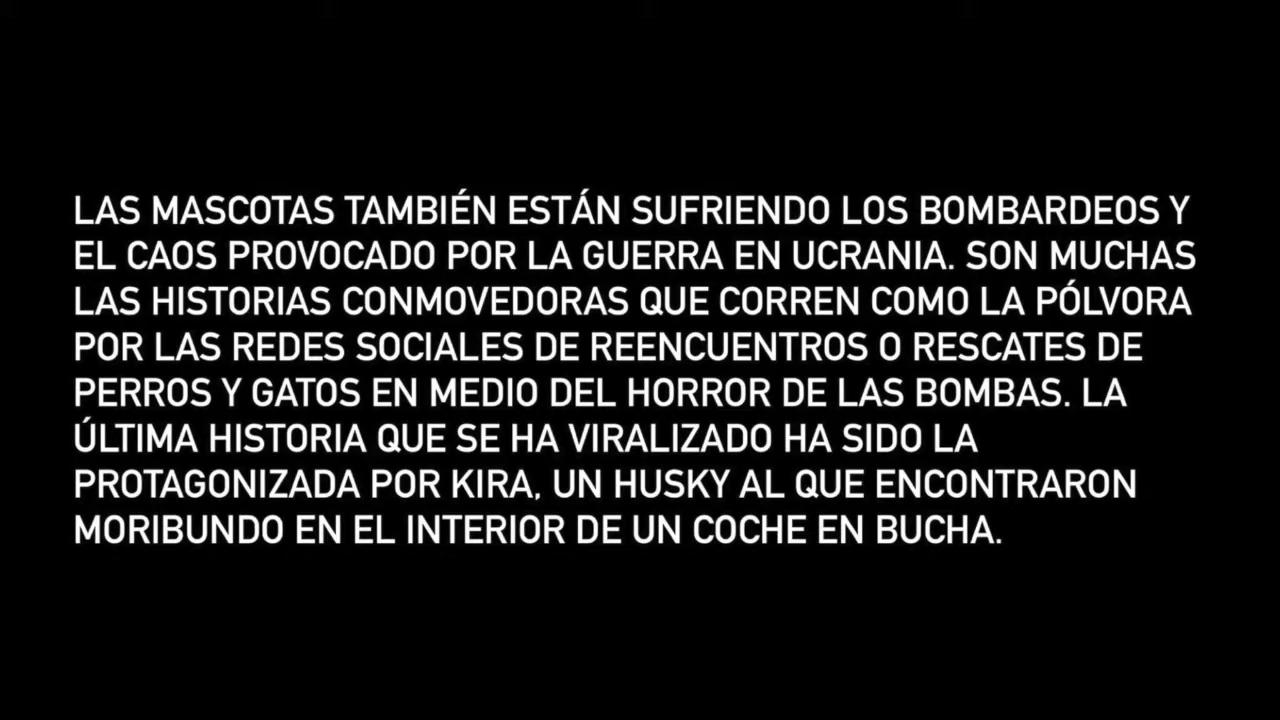 LAS MASCOTAS TAMBIÉN ESTÁN SUFRIENDO LOS BOMBARDEOS Y
EL CAOS PROVOCADO POR LA GUERRA EN UCRANIA. SON MUCHAS
LAS HISTORIAS CONMOVEDORAS QUE CORREN COMO LA PÓLVORA
POR LAS REDES SOCIALES DE REENCUENTROS O RESCATES DE
PERROS Y GATOS EN MEDIO DEL HORROR DE LAS BOMBAS. LA
ÚLTIMA HISTORIA QUE SE HA VIRALIZADO HA SIDO LA
PROTAGONIZADA POR KIRA, UN HUSKY AL QUE ENCONTRARON
MORIBUNDO EN EL INTERIOR DE UN COCHE EN BUCHA.